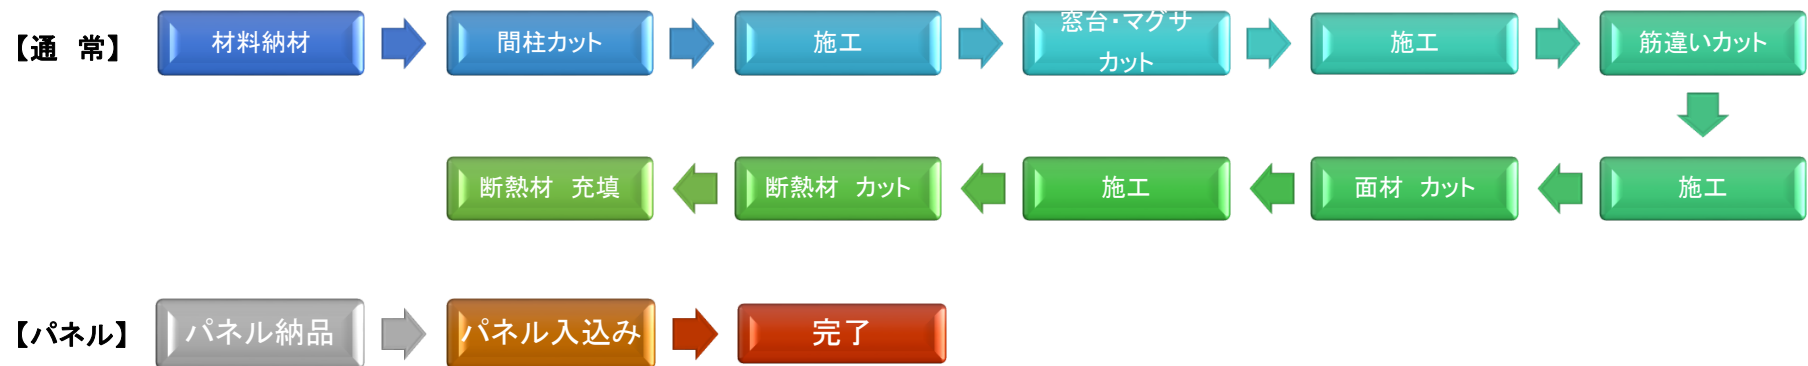 【通　常】
材料納材
間柱カット
施工
窓台・マグサ
カット
施工
筋違いカット
施工
面材　カット
施工
断熱材　カット
断熱材　充填
【パネル】
パネル納品
パネル入込み
完了